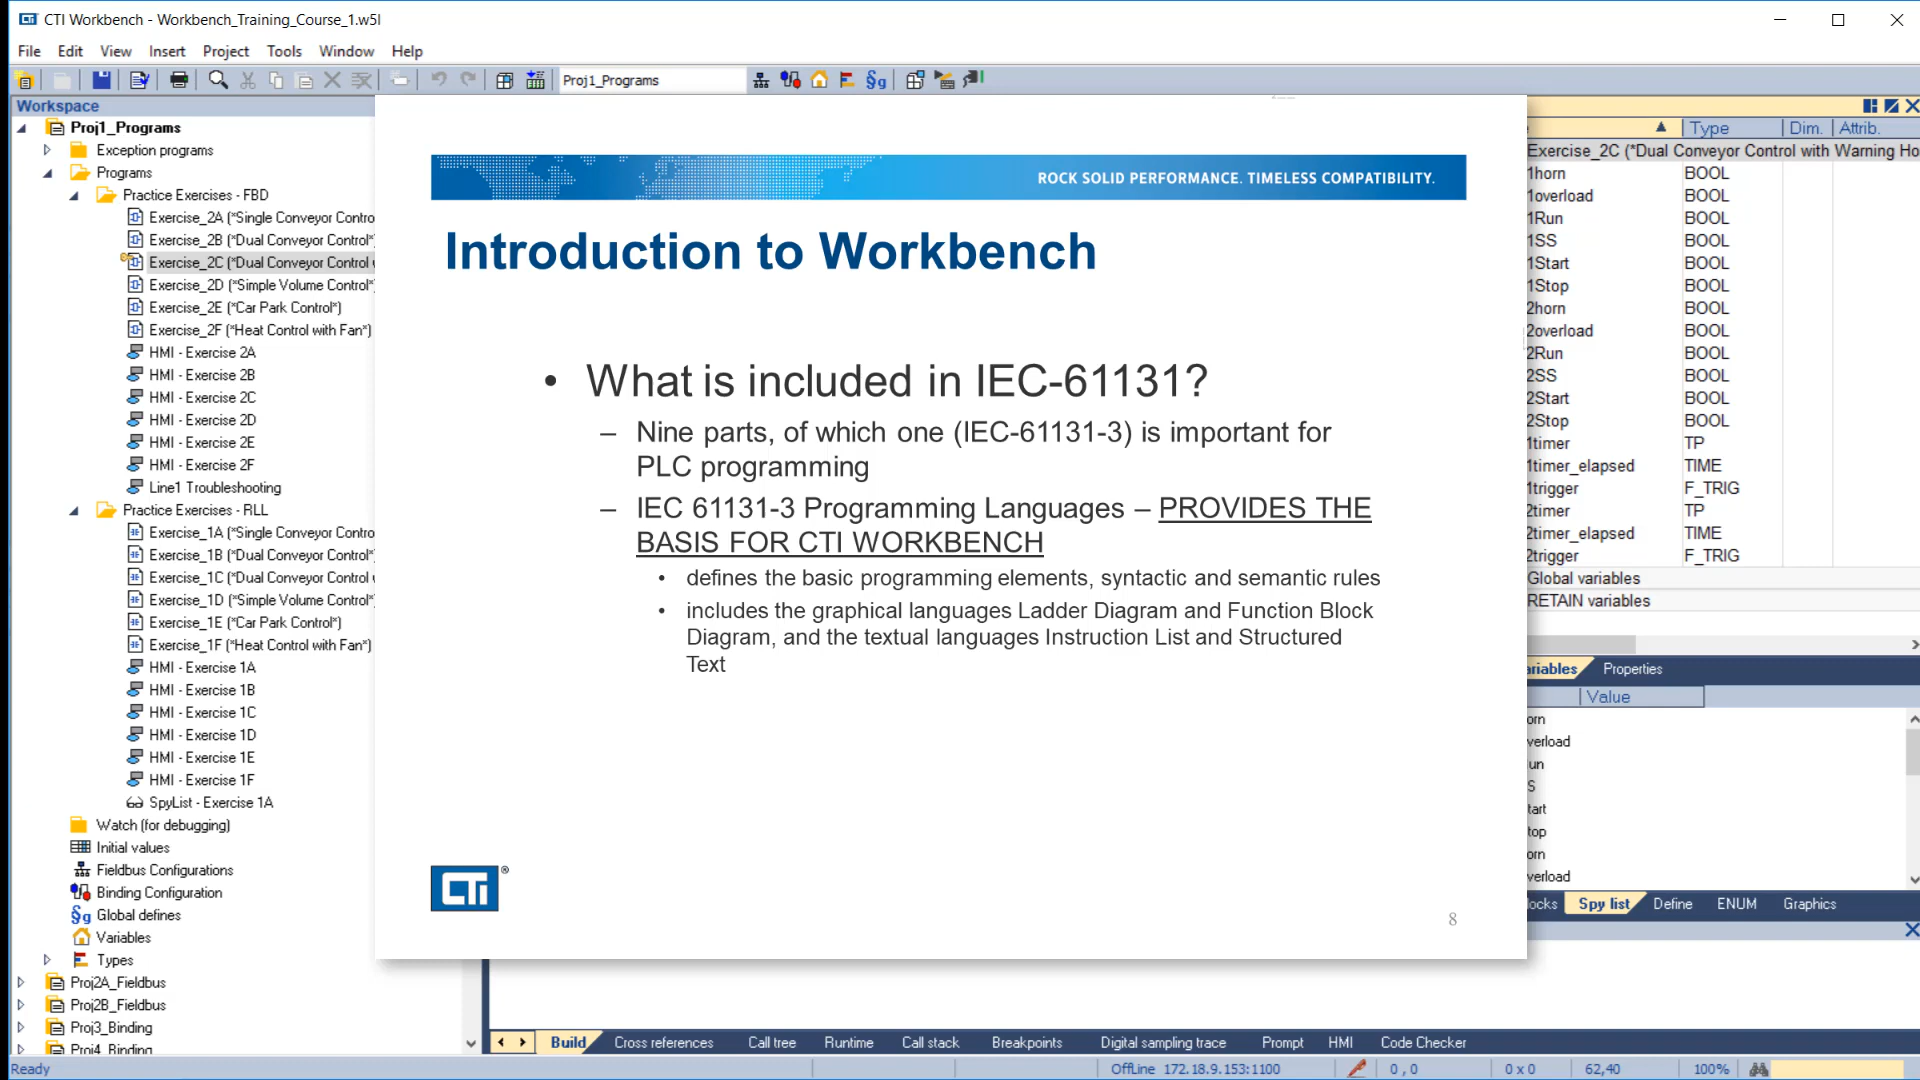 CTI Workbench - Workbench_Training_Course_1.w5l
File Edit View Insert Project Tools Window Help
Proj1_Programs
Workspace
Proj1_Programs
Exception programs
Programs
Practice Exercises - FBD
Exercise_2A (*Single Conveyor Contro
Exercise_2B (*Dual Conveyor Control*
Exercise_2C (*Dual Conveyor Control
Exercise_2D (*Simple Volume Control*
Exercise_2E (*Car Park Control*)
Exercise_2F (*Heat Control with Fan*)
HMI - Exercise 2A
HMI - Exercise 2B
HMI - Exercise 2C
HMI - Exercise 2D
HMI - Exercise 2E
HMI - Exercise 2F
Line1 Troubleshooting
Practice Exercises - RLL
Exercise_1A (*Single Conveyor Contro
Exercise_1B (*Dual Conveyor Control*
Exercise_1C (*Dual Conveyor Control
Exercise_1D (*Simple Volume Control*
Exercise_1E (*Car Park Control*)
Exercise_1F (*Heat Control with Fan*)
HMI - Exercise 1A
HMI - Exercise 1B
HMI - Exercise 1C
HMI - Exercise 1D
HMI - Exercise 1E
HMI - Exercise 1F
SpyList - Exercise 1A
Watch (for debugging)
Initial values
Fieldbus Configurations
Binding Configuration
Global defines
Variables
Types
Proj2A_Fieldbus
Proj2B_Fieldbus
Proj3_Binding
Proj4_Binding
ROCK SOLID PERFORMANCE. TIMELESS COMPATIBILITY.
Introduction to Workbench
• What is included in IEC-61131?
– Nine parts, of which one (IEC-61131-3) is important for
PLC programming
– IEC 61131-3 Programming Languages – PROVIDES THE
BASIS FOR CTI WORKBENCH
• defines the basic programming elements, syntactic and semantic rules
• includes the graphical languages Ladder Diagram and Function Block
Diagram, and the textual languages Instruction List and Structured
Text
CTi ®
8
Type Dim. Attrib.
Exercise_2C (*Dual Conveyor Control with Warning Ho
1horn BOOL
1overload BOOL
1Run BOOL
1SS BOOL
1Start BOOL
1Stop BOOL
2horn BOOL
2overload BOOL
2Run BOOL
2SS BOOL
2Start BOOL
2Stop BOOL
1timer TP
1timer_elapsed TIME
1trigger F_TRIG
2timer TP
2timer_elapsed TIME
2trigger F_TRIG
Global variables
RETAIN variables
ariables Properties
Value
orn
verload
un
S
tart
top
orn
verload
ocks Spy list Define ENUM Graphics
Build Cross references Call tree Runtime Call stack Breakpoints Digital sampling trace Prompt HMI Code Checker
Ready OffLine 172.18.9.153:1100 0 , 0 0 x 0 62,40 100%